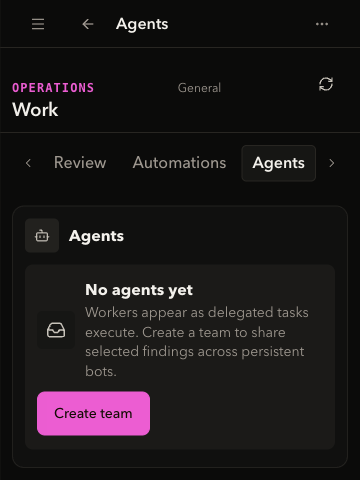 Agents
OPERATIONS
General
Work
Review
Automations
Agents
Agents
No agents yet
Workers appear as delegated tasks
execute. Create a team to share
selected findings across persistent
bots.
Create team